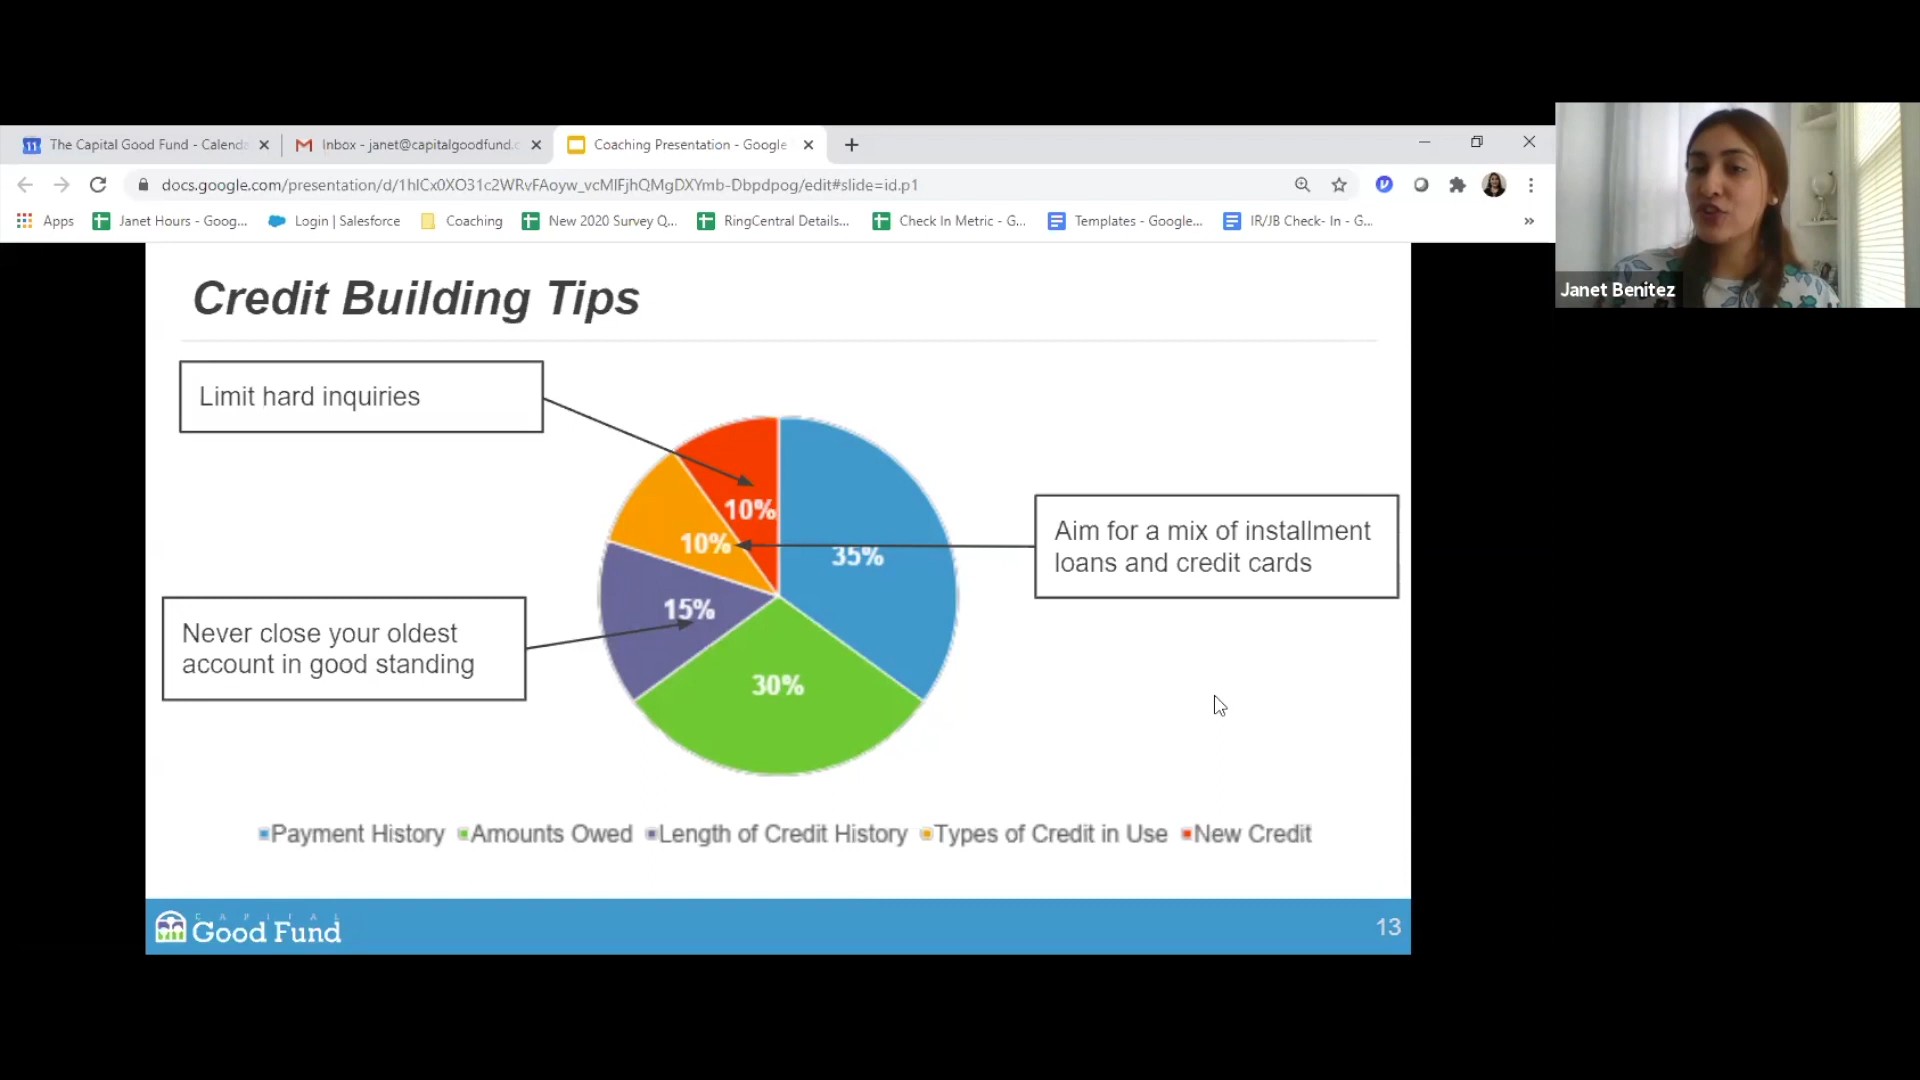 The Capital Good Fund - Calend
Inbox - janet@capitalgoodfund.c
Coaching Presentation - Google
docs.google.com/presentation/d/1hlCx0XO31c2WRvFAoyw_vcMlFjhQMgDXYmb-Dbpdpog/edit#slide=id.p1
Apps
Janet Hours - Goog...
Login | Salesforce
Coaching
New 2020 Survey Q...
RingCentral Details...
Check In Metric - G...
Templates - Google...
IR/JB Check- In - G...
Janet Benitez
Credit Building Tips
Limit hard inquiries
10%
Aim for a mix of installment
loans and credit cards
10%
35%
15%
Never close your oldest
account in good standing
30%
Payment History
Amounts Owed
Length of Credit History
Types of Credit in Use
New Credit
CAPITAL
Good Fund
13